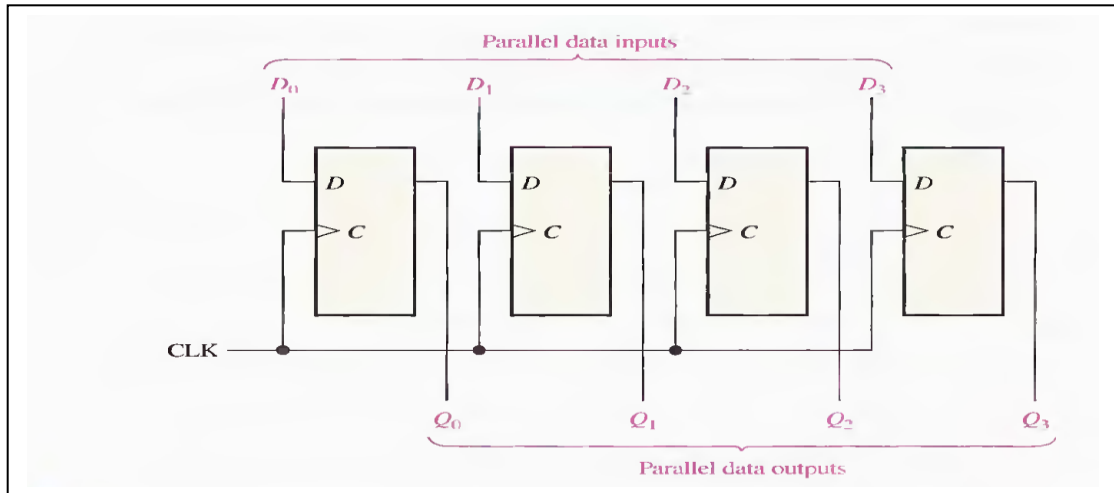 Parallel data inputs
D₀ D₁ D₂ D₃
D D D D
C C C C
CLK
Q₀ Q₁ Q₂ Q₃
Parallel data outputs